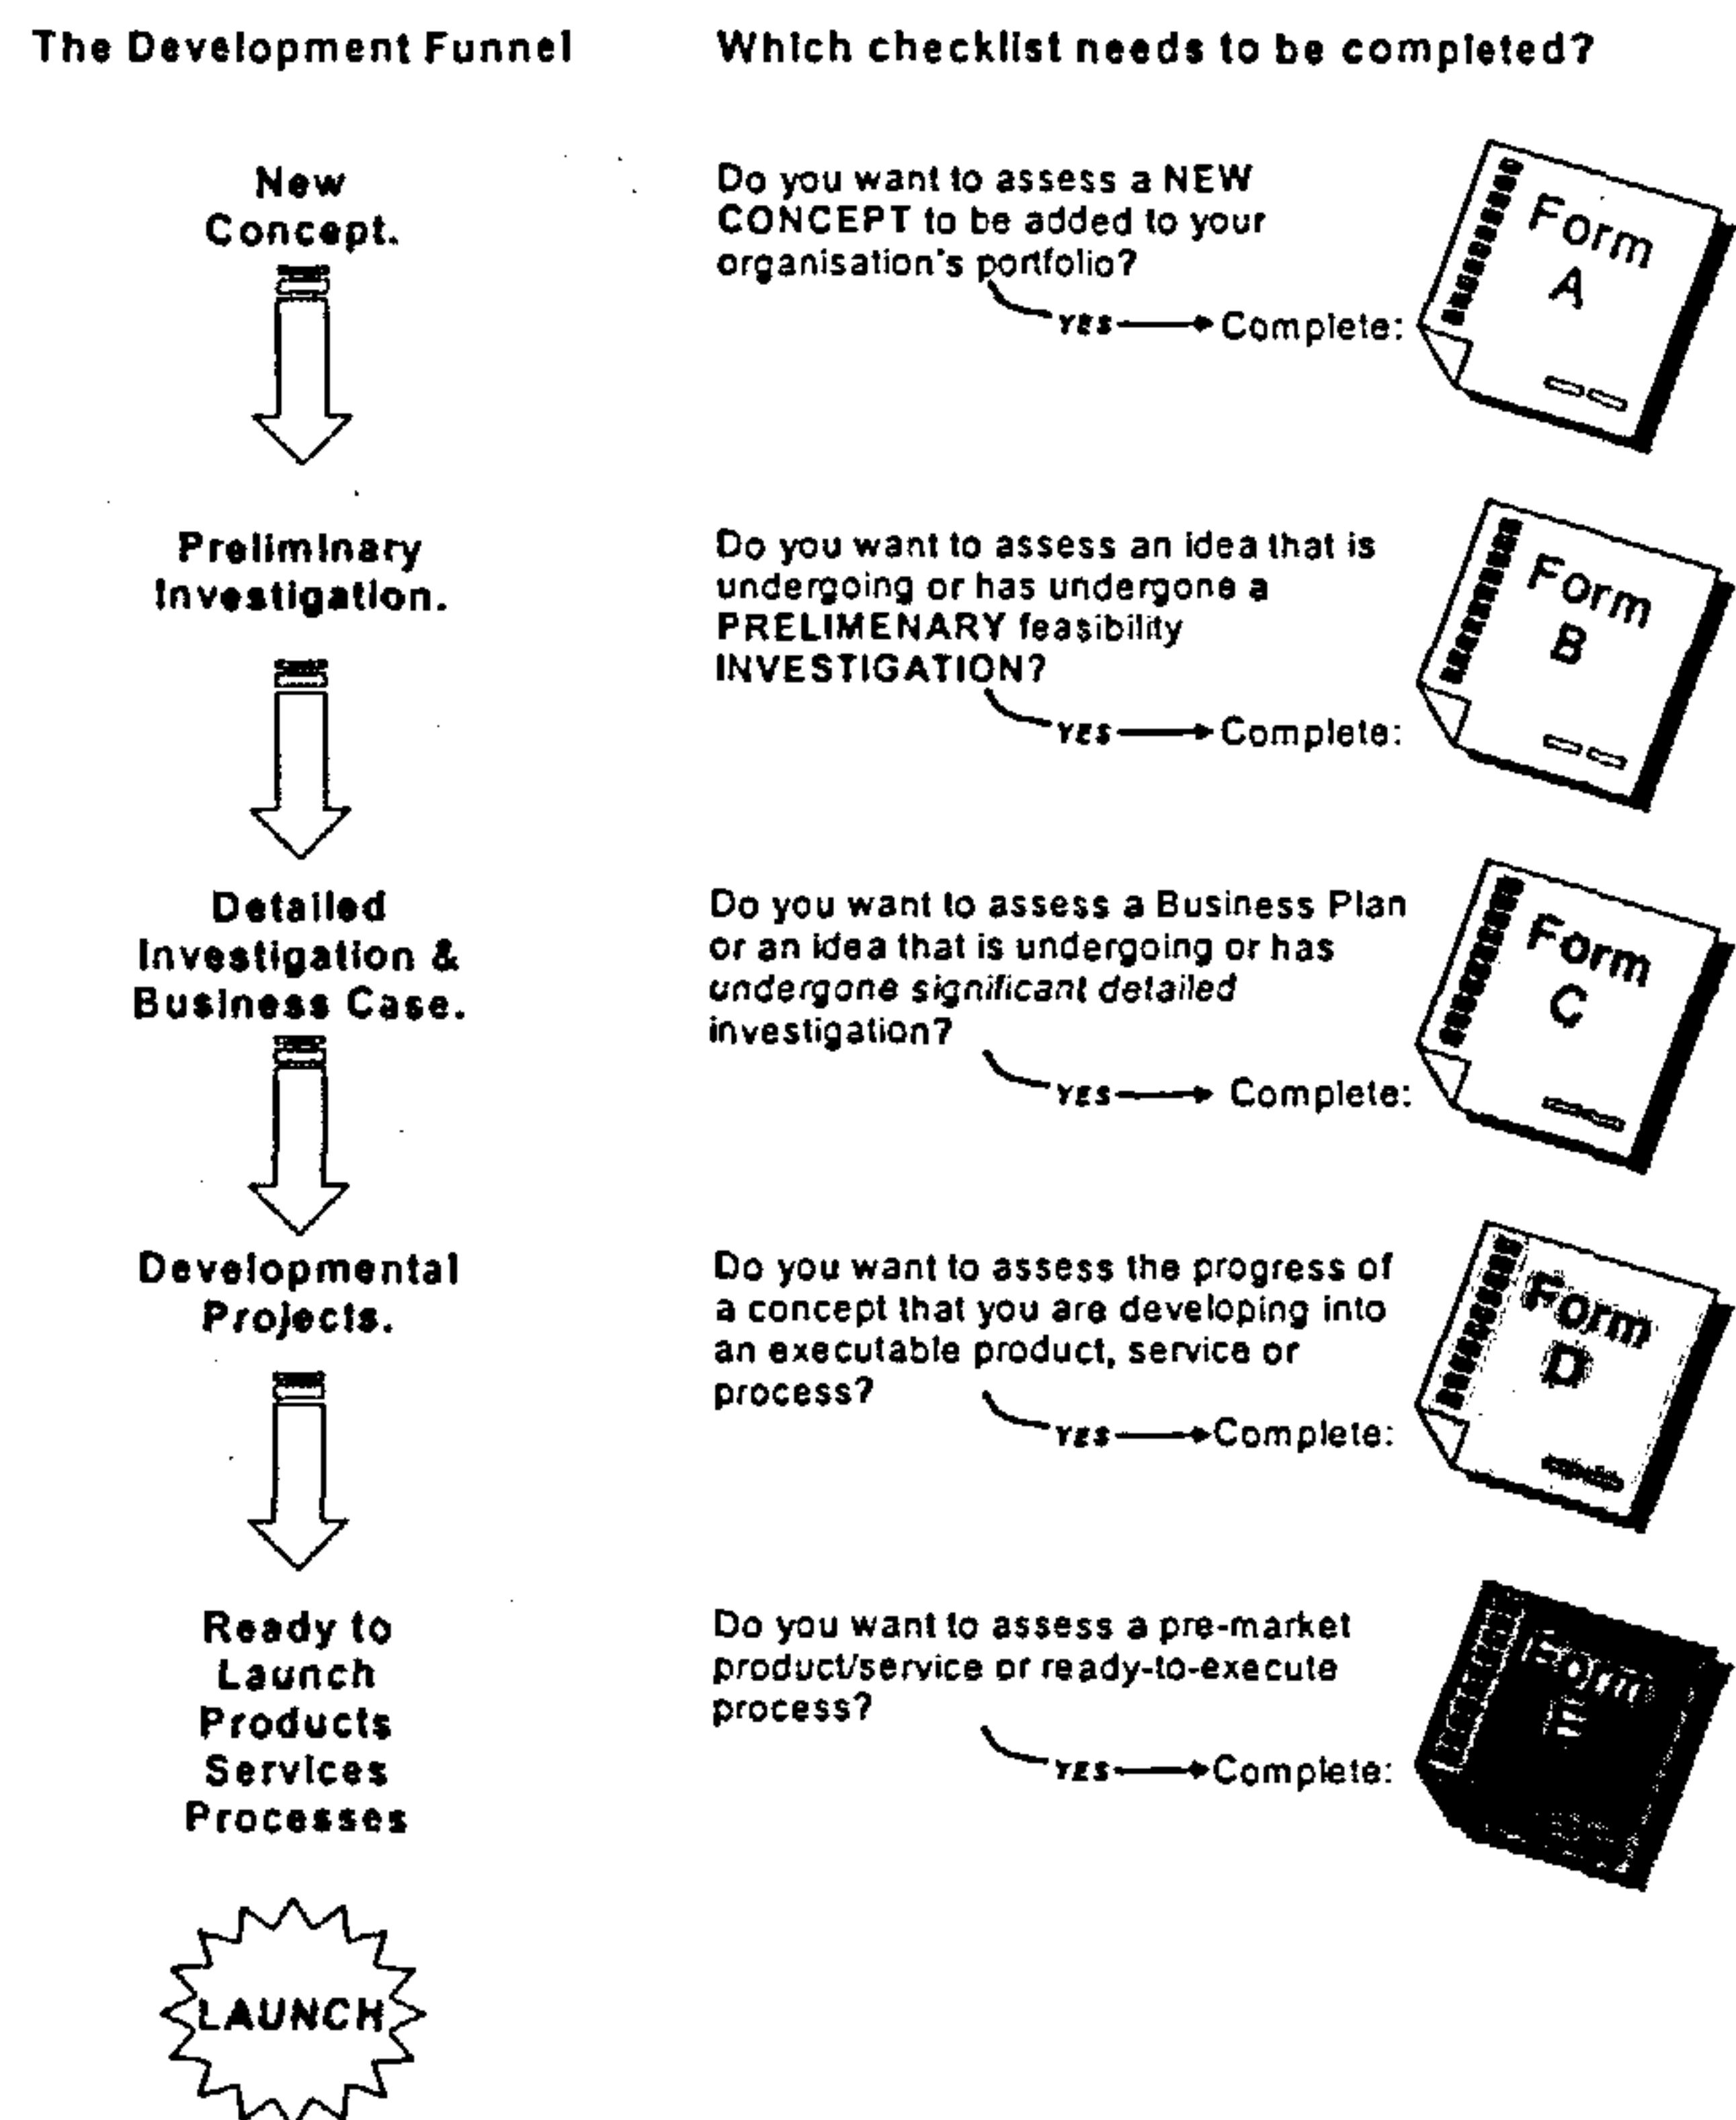 The Development Funnel
Which checklist needs to be completed?
New
Concept.
Do you want to assess a NEW
CONCEPT to be added to your
organisation's portfolio?
YES
Complete:
Form
A
Preliminary
Investigation.
Do you want to assess an idea that is
undergoing or has undergone a
PRELIMENARY feasibility
INVESTIGATION?
YES
Complete:
Form
B
Detailed
Investigation &
Business Case.
Do you want to assess a Business Plan
or an idea that is undergoing or has
undergone significant detailed
investigation?
YES
Complete:
Form
C
Developmental
Projects.
Do you want to assess the progress of
a concept that you are developing into
an executable product, service or
process?
YES
Complete:
Form
D
Ready to
Launch
Products
Services
Processes
Do you want to assess a pre-market
product/service or ready-to-execute
process?
YES
Complete:
Form
E
LAUNCH